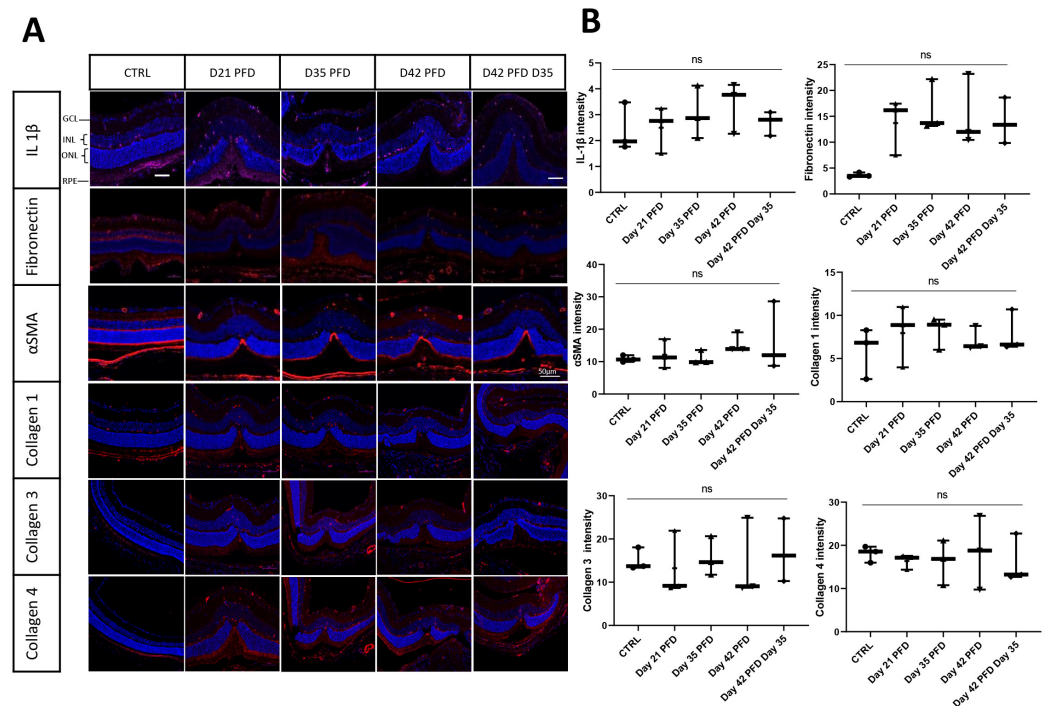 A
CTRL
D21 PFD
D35 PFD
D42 PFD
D42 PFD D35
IL 1β
GCL
INL
ONL
RPE
Fibronectin
αSMA
50µm
Collagen 1
Collagen 3
Collagen 4
B
ns
IL-1β intensity
5
4
3
2
1
0
CTRL
Day 21 PFD
Day 35 PFD
Day 42 PFD
Day 42 PFD Day 35
ns
Fibronectin intensity
25
20
15
10
5
0
CTRL
Day 21 PFD
Day 35 PFD
Day 42 PFD
Day 42 PFD Day 35
ns
αSMA intensity
40
30
20
10
0
CTRL
Day 21 PFD
Day 35 PFD
Day 42 PFD
Day 42 PFD Day 35
ns
Collagen 1 intensity
15
10
5
0
CTRL
Day 21 PFD
Day 35 PFD
Day 42 PFD
Day 42 PFD Day 35
ns
Collagen 3 intensity
30
20
10
0
CTRL
Day 21 PFD
Day 35 PFD
Day 42 PFD
Day 42 PFD Day 35
ns
Collagen 4 intensity
30
20
10
0
CTRL
Day 21 PFD
Day 35 PFD
Day 42 PFD
Day 42 PFD Day 35